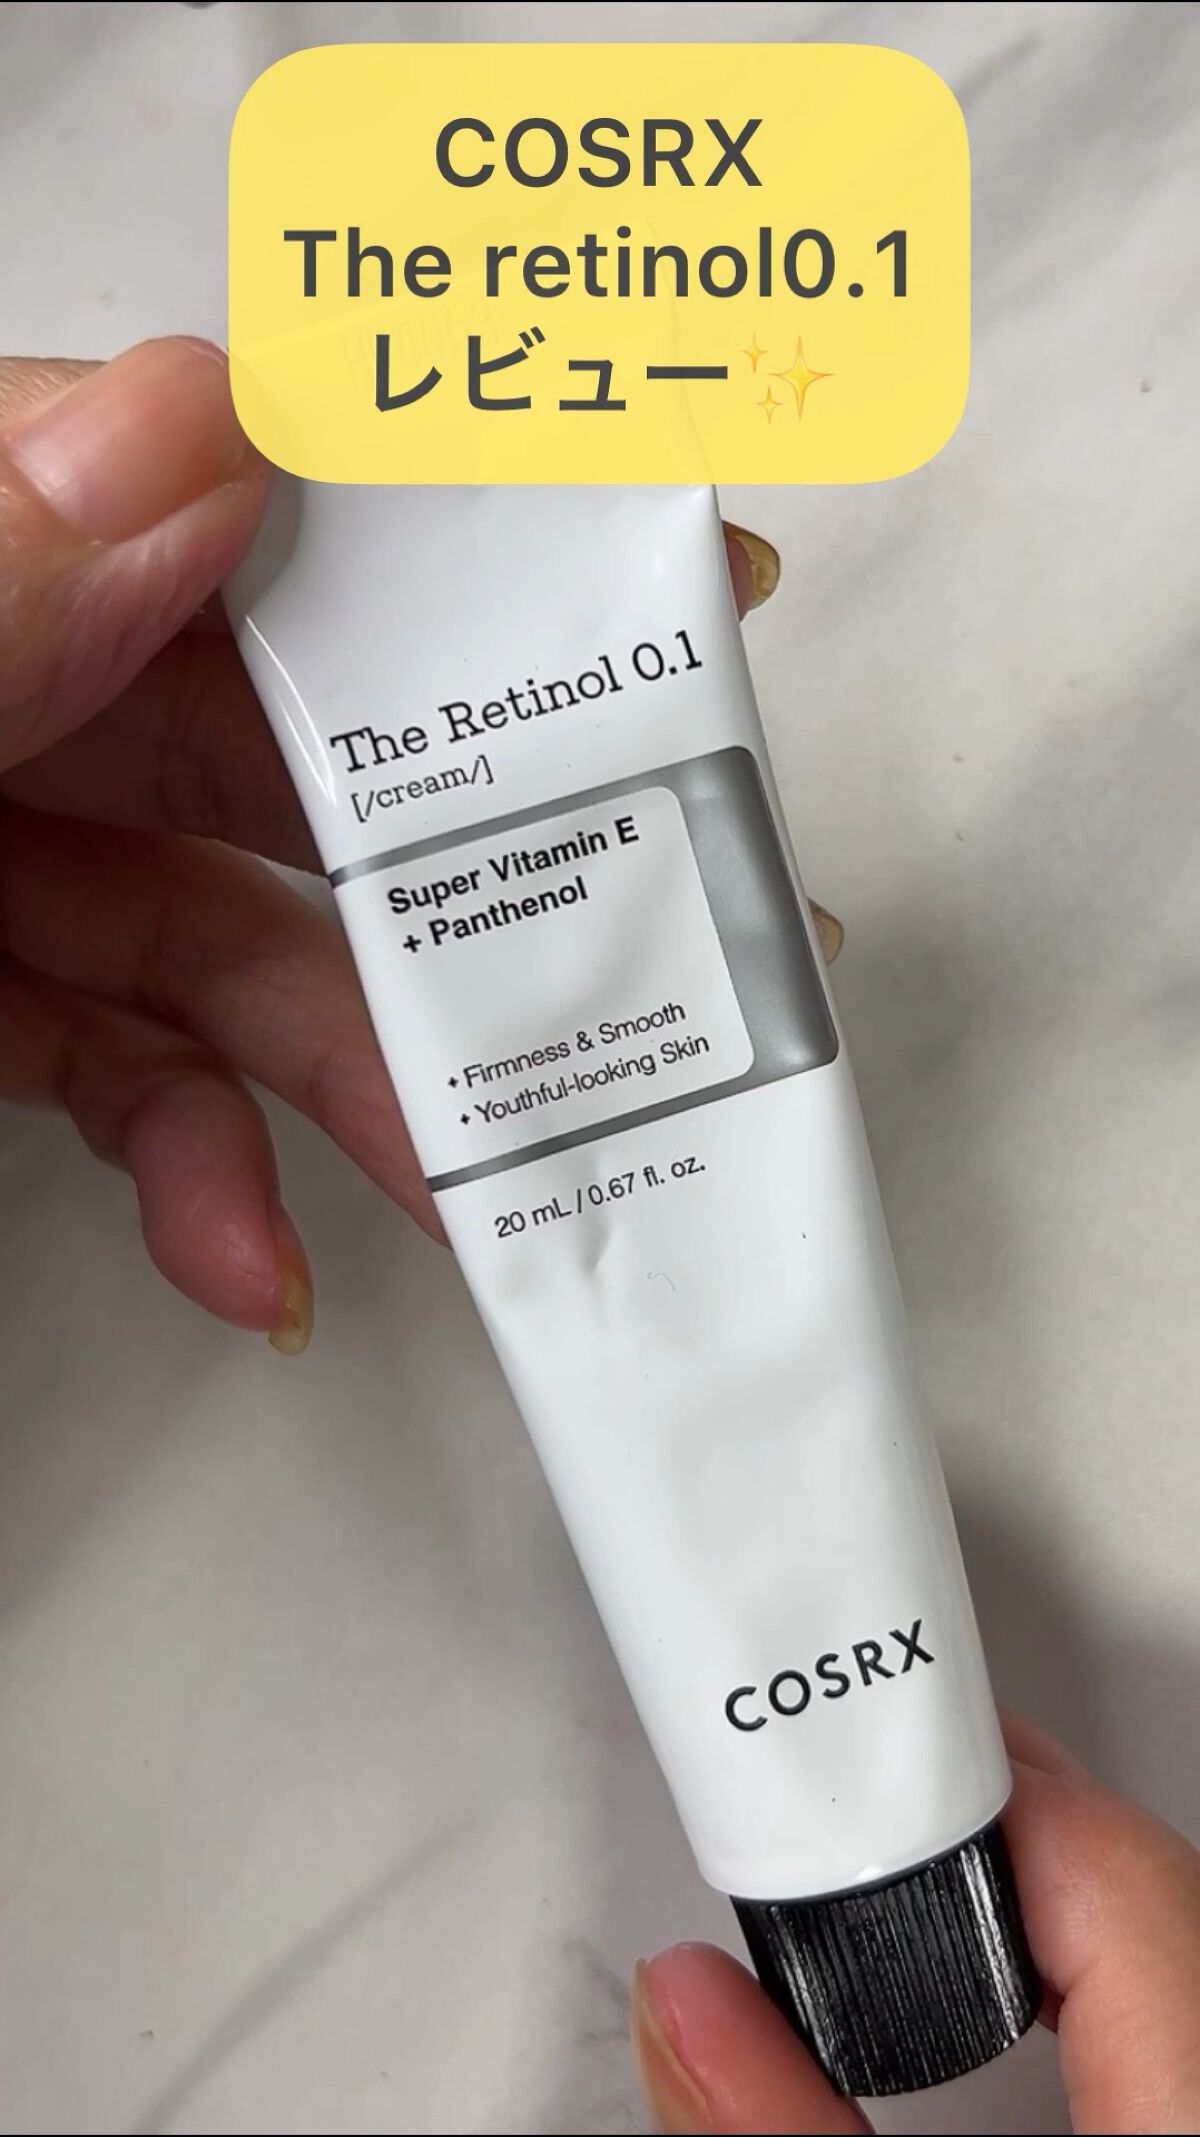 COSRX
The retinol0.1
レビュー✨
The Retinol 0.1
[/cream/]
Super Vitamin E
+ Panthenol
✦ Firmness & Smooth
✦ Youthful-looking Skin
20 mL / 0.67 fl. oz.
COSRX